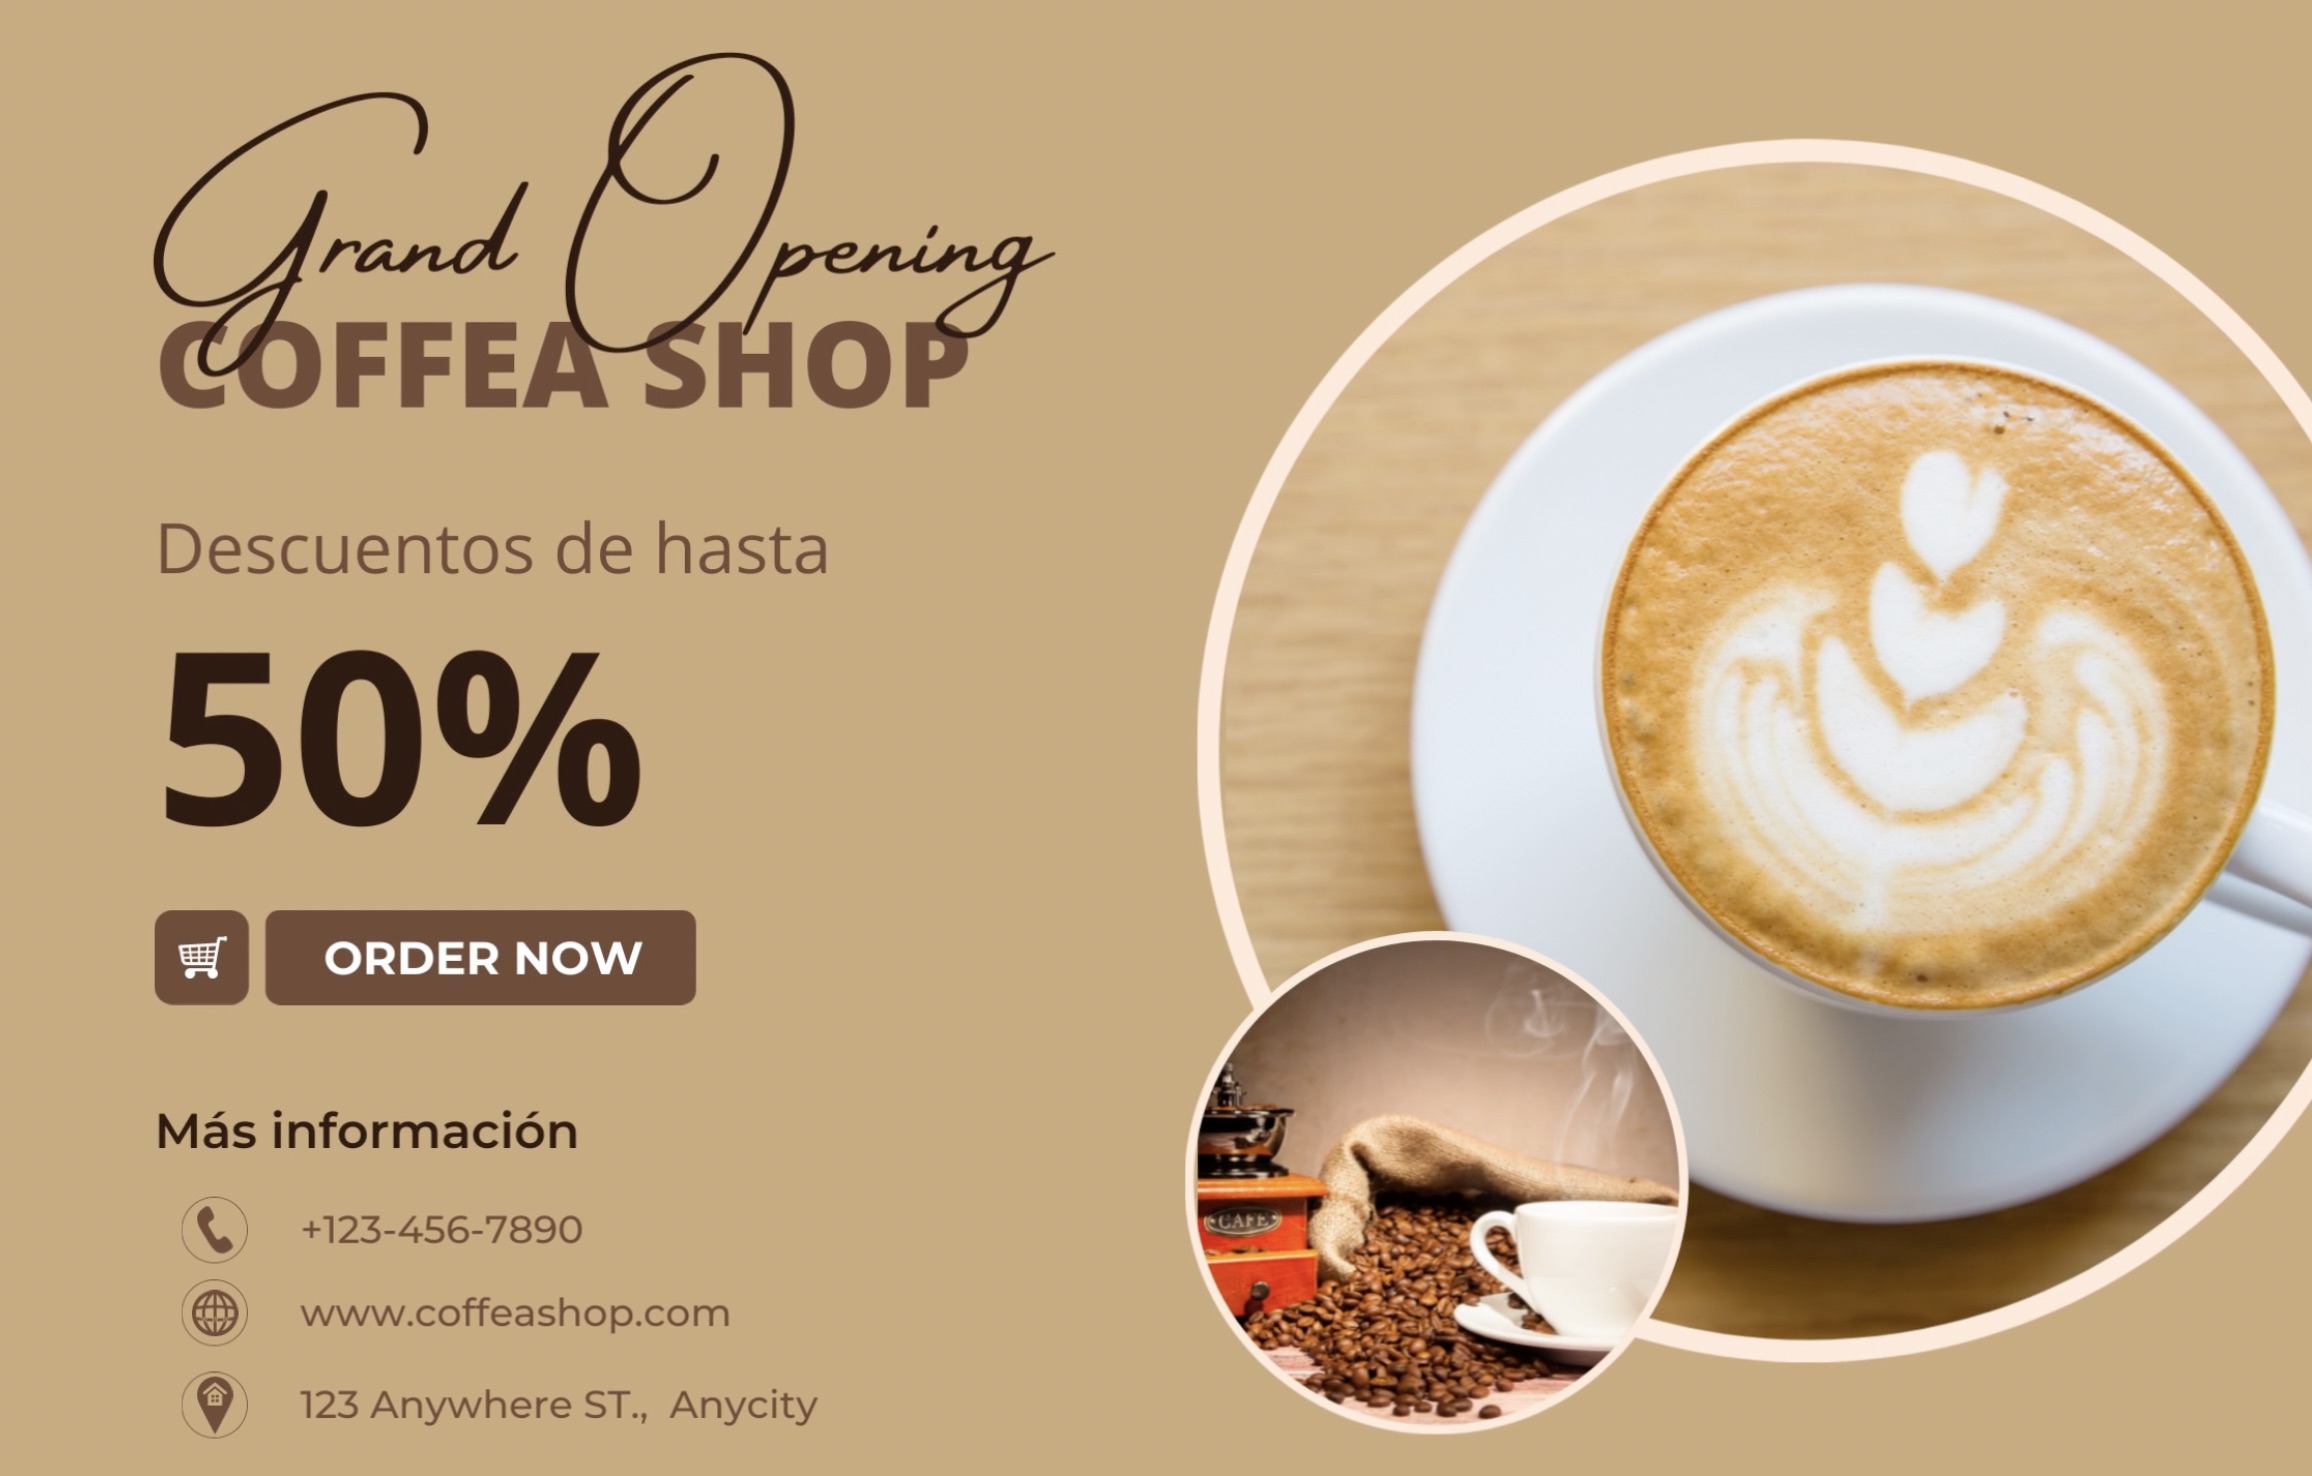 Grand Opening
COFFEA SHOP
Descuentos de hasta
50%
ORDER NOW
Más información
+123-456-7890
www.coffeashop.com
123 Anywhere ST., Anycity
CAFE